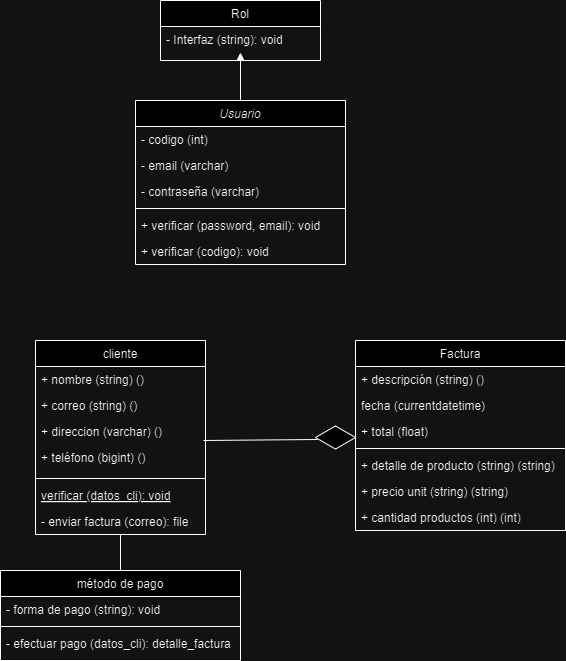 Rol
- Interfaz (string): void
Usuario
- codigo (int)
- email (varchar)
- contraseña (varchar)
+ verificar (password, email): void
+ verificar (codigo): void
cliente
+ nombre (string) ()
+ correo (string) ()
+ direccion (varchar) ()
+ teléfono (bigint) ()
verificar (datos_cli): void
- enviar factura (correo): file
Factura
+ descripción (string) ()
fecha (currentdatetime)
+ total (float)
+ detalle de producto (string) (string)
+ precio unit (string) (string)
+ cantidad productos (int) (int)
método de pago
- forma de pago (string): void
- efectuar pago (datos_cli): detalle_factura